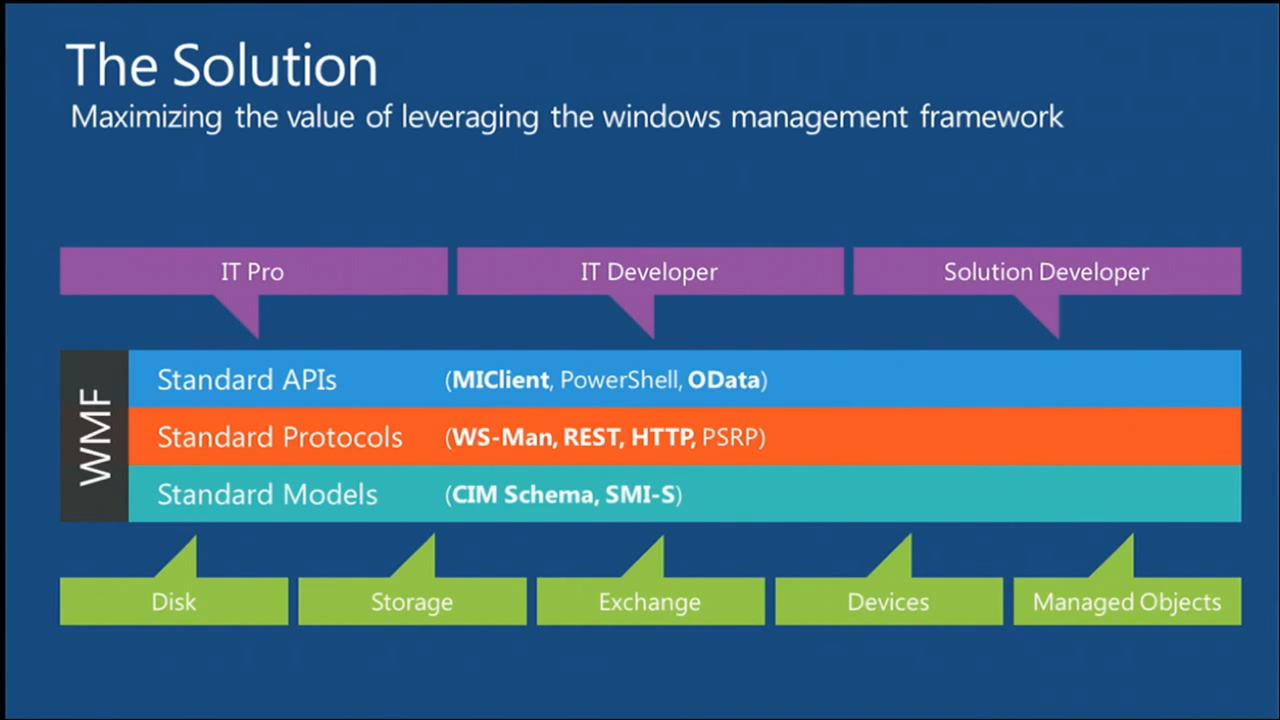 The Solution
Maximizing the value of leveraging the windows management framework
IT Pro
IT Developer
Solution Developer
WMF
Standard APIs (MIClient, PowerShell, OData)
Standard Protocols (WS-Man, REST, HTTP, PSRP)
Standard Models (CIM Schema, SMI-S)
Disk
Storage
Exchange
Devices
Managed Objects